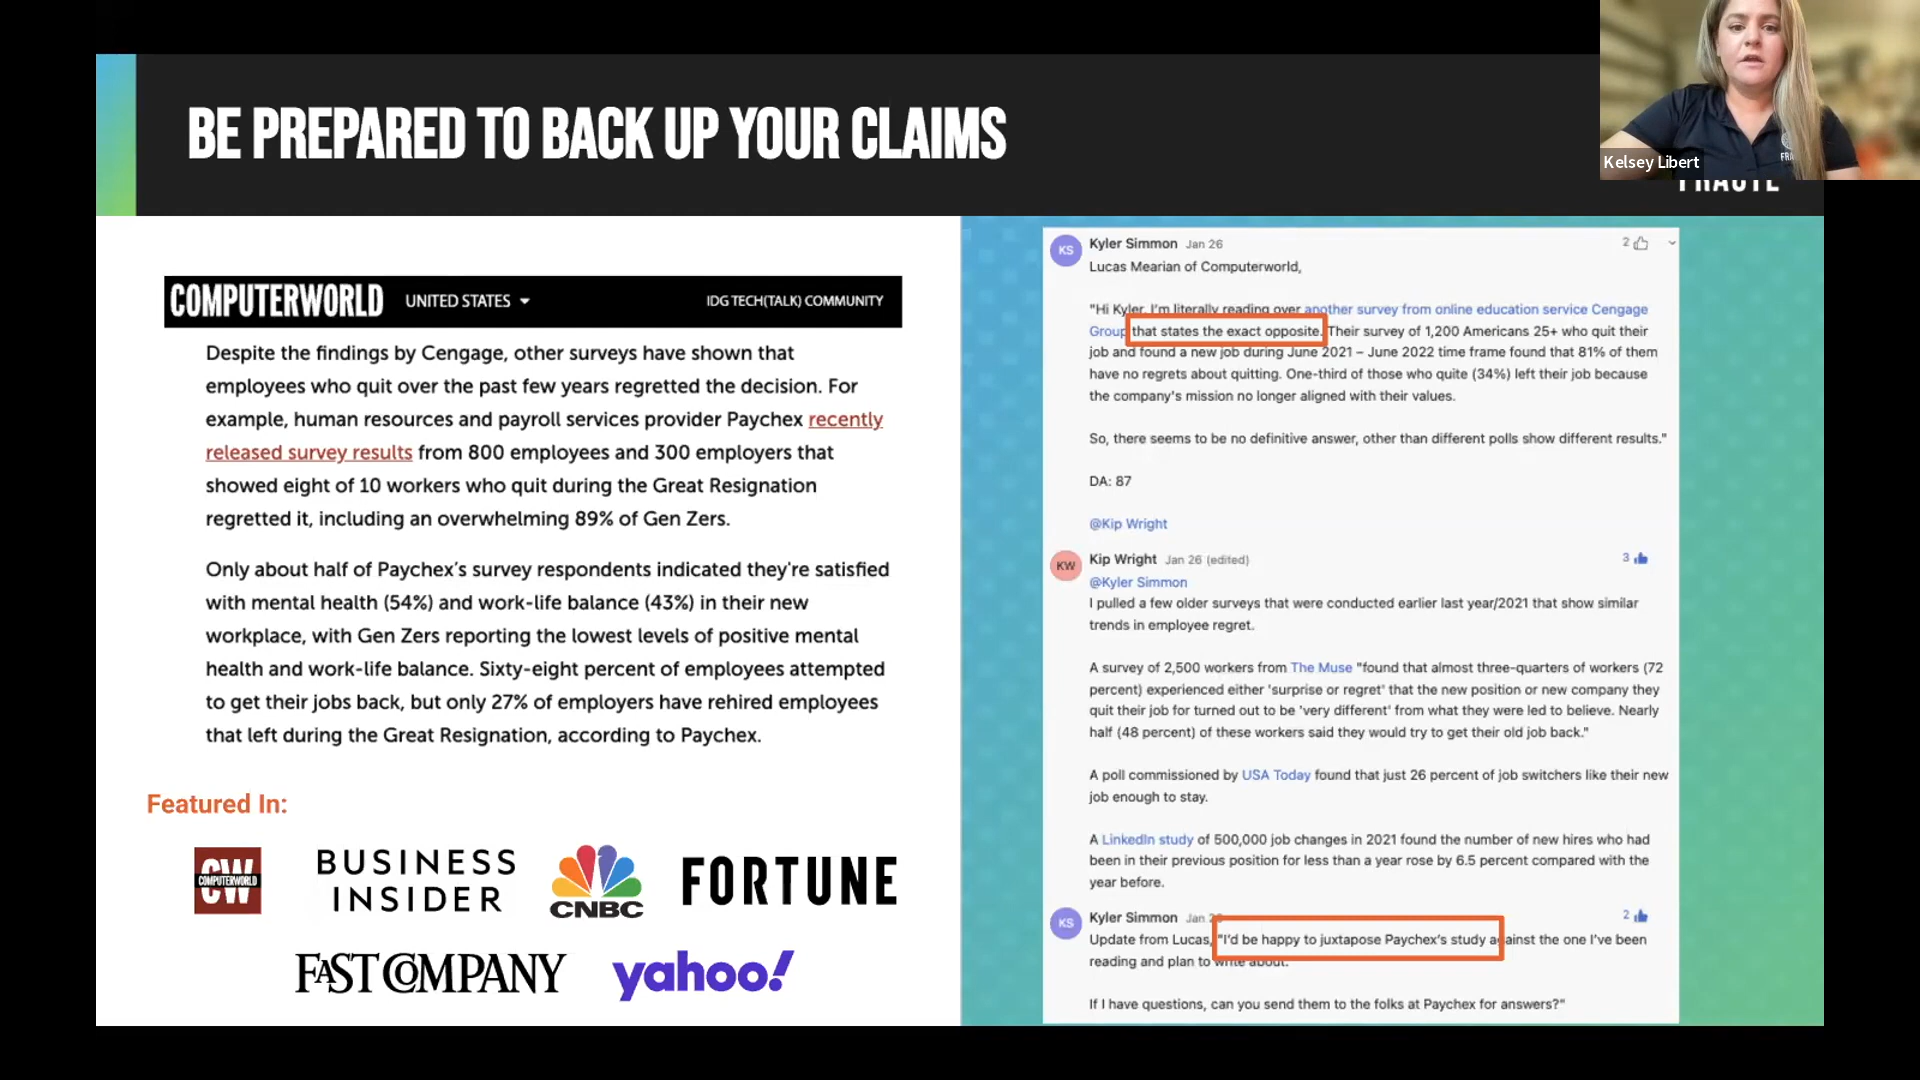 BE PREPARED TO BACK UP YOUR CLAIMS
Kelsey Libert
FRACTL
COMPUTERWORLD UNITED STATES IDG TECH(TALK) COMMUNITY
Despite the findings by Cengage, other surveys have shown that
employees who quit over the past few years regretted the decision. For
example, human resources and payroll services provider Paychex recently
released survey results from 800 employees and 300 employers that
showed eight of 10 workers who quit during the Great Resignation
regretted it, including an overwhelming 89% of Gen Zers.
Only about half of Paychex's survey respondents indicated they're satisfied
with mental health (54%) and work-life balance (43%) in their new
workplace, with Gen Zers reporting the lowest levels of positive mental
health and work-life balance. Sixty-eight percent of employees attempted
to get their jobs back, but only 27% of employers have rehired employees
that left during the Great Resignation, according to Paychex.
Featured In:
CW COMPUTERWORLD
BUSINESS
INSIDER
CNBC
FORTUNE
FAST COMPANY
yahoo!
KS
Kyler Simmon Jan 26 2
Lucas Mearian of Computerworld,
"Hi Kyler, I'm literally reading over another survey from online education service Cengage
Group that states the exact opposite. Their survey of 1,200 Americans 25+ who quit their
job and found a new job during June 2021 – June 2022 time frame found that 81% of them
have no regrets about quitting. One-third of those who quite (34%) left their job because
the company's mission no longer aligned with their values.
So, there seems to be no definitive answer, other than different polls show different results."
DA: 87
@Kip Wright
KW
Kip Wright Jan 26 (edited) 3
@Kyler Simmon
I pulled a few older surveys that were conducted earlier last year/2021 that show similar
trends in employee regret.
A survey of 2,500 workers from The Muse "found that almost three-quarters of workers (72
percent) experienced either 'surprise or regret' that the new position or new company they
quit their job for turned out to be 'very different' from what they were led to believe. Nearly
half (48 percent) of these workers said they would try to get their old job back."
A poll commissioned by USA Today found that just 26 percent of job switchers like their new
job enough to stay.
A LinkedIn study of 500,000 job changes in 2021 found the number of new hires who had
been in their previous position for less than a year rose by 6.5 percent compared with the
year before.
KS
Kyler Simmon Jan 2
Update from Lucas, "I'd be happy to juxtapose Paychex's study against the one I've been
reading and plan to write about.
If I have questions, can you send them to the folks at Paychex for answers?"